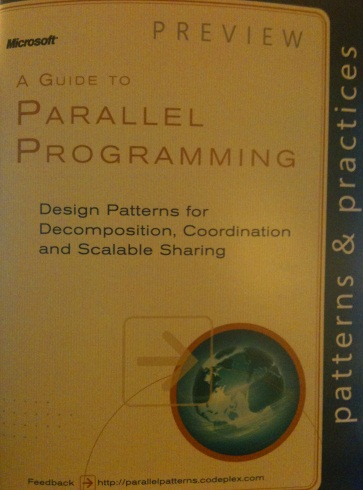 Microsoft
PREVIEW
A GUIDE TO
PARALLEL
PROGRAMMING
Design Patterns for
Decomposition, Coordination
and Scalable Sharing
patterns & practices
Feedback http://parallelpatterns.codeplex.com